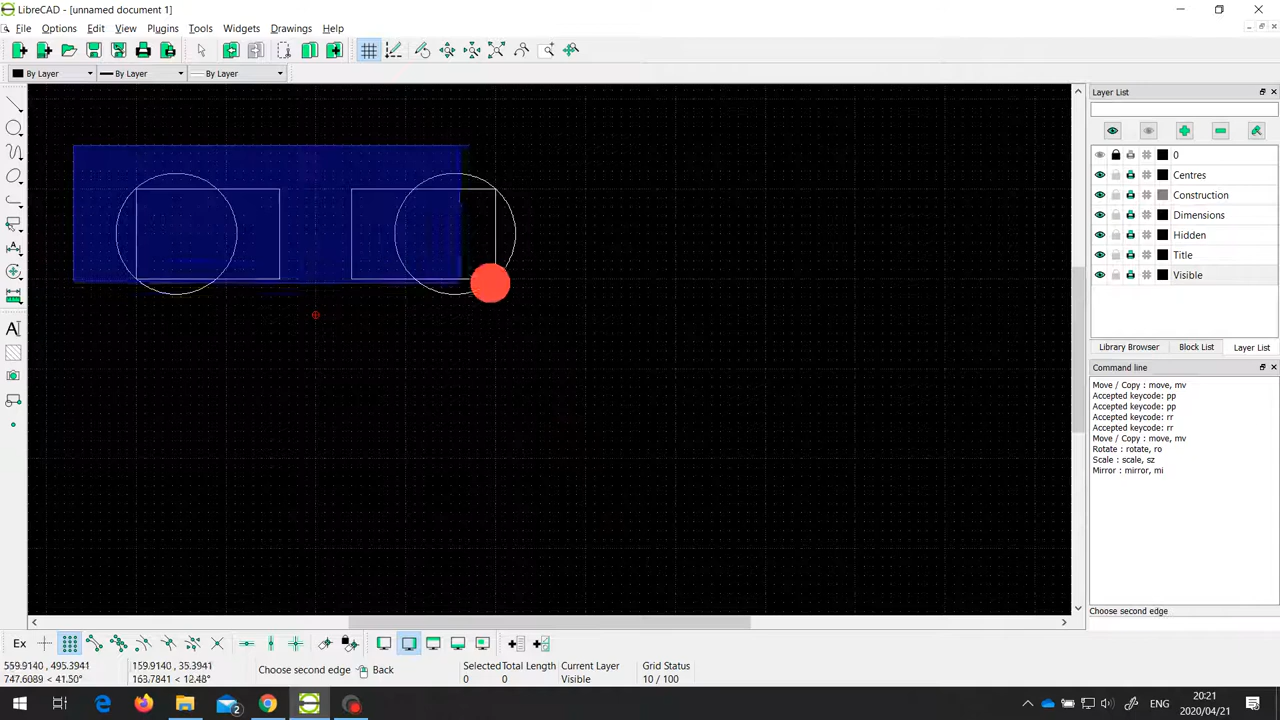 LibreCAD - [unnamed document 1]
File Options Edit View Plugins Tools Widgets Drawings Help
By Layer By Layer By Layer
Layer List
0
Centres
Construction
Dimensions
Hidden
Title
Visible
Library Browser Block List Layer List
Command line
Move / Copy : move, mv
Accepted keycode: pp
Accepted keycode: pp
Accepted keycode: rr
Accepted keycode: rr
Move / Copy : move, mv
Rotate : rotate, ro
Scale : scale, sz
Mirror : mirror, mi
Choose second edge
Ex
559.9140 , 495.3941 159.9140 , 35.3941 Choose second edge Back Selected Total Length Current Layer Grid Status
747.6089 < 41.50° 163.7841 < 12.48° 0 0 Visible 10 / 100
2
ENG
20:21
2020/04/21